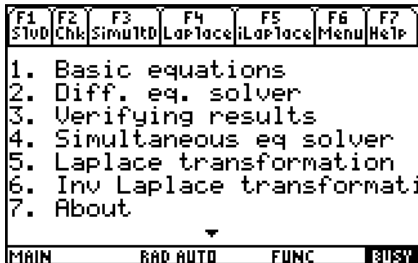 F1 F2 F3 F4 F5 F6 F7
SlvD Chk SimultD Laplace iLaplace Menu Help
1. Basic equations
2. Diff. eq. solver
3. Verifying results
4. Simultaneous eq solver
5. Laplace transformation
6. Inv Laplace transformati
7. About
MAIN RAD AUTO FUNC BUSY